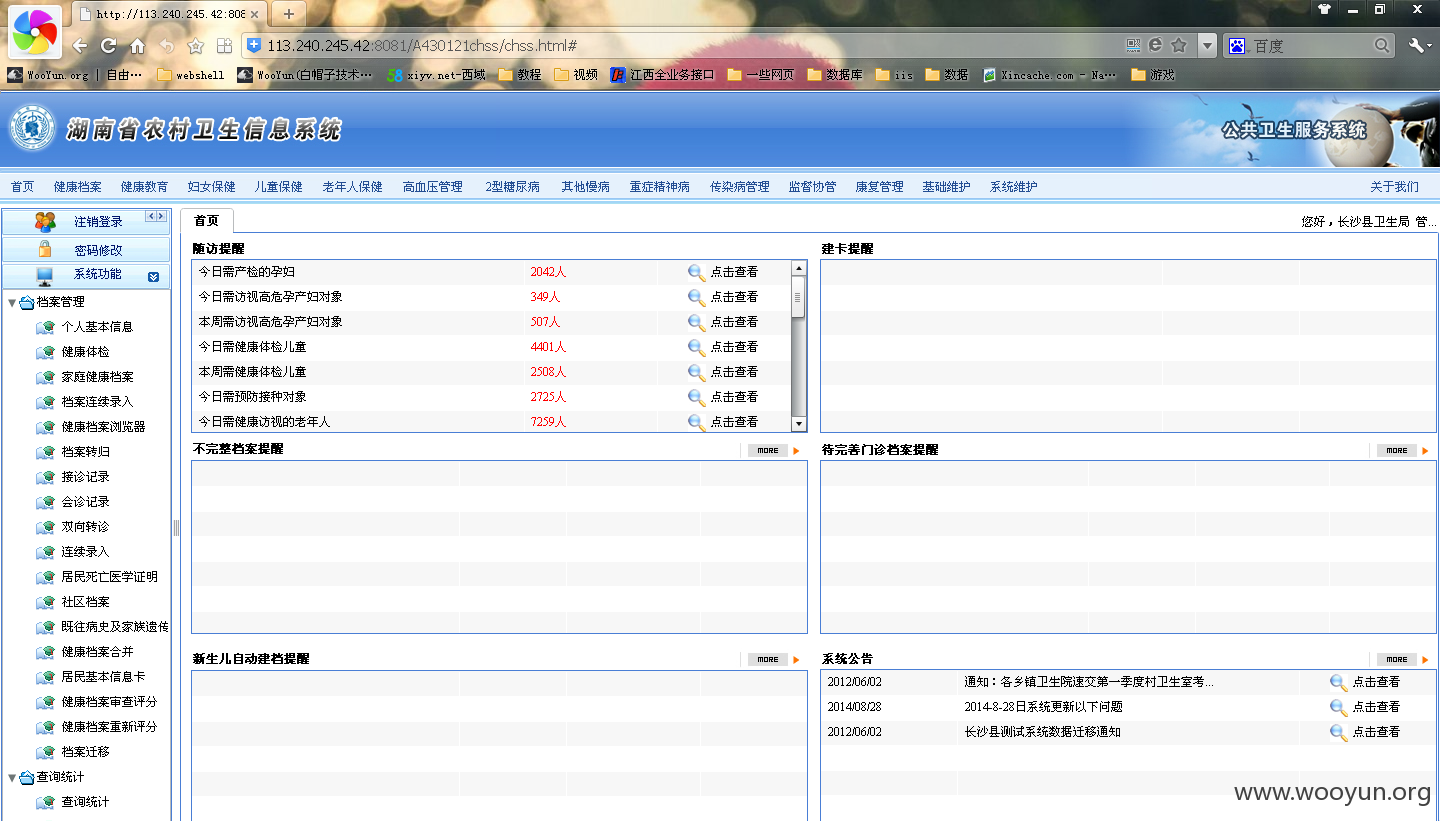 http://113.240.245.42:808
113.240.245.42:8081/A430121chss/chss.html#
百度
WooYun.org | 自由…
webshell
WooYun(白帽子技术…
58 xiyv.net-西域
教程
视频
江西全业务接口
一些网页
数据库
iis
数据
Xincache.com - Na…
游戏
湖南省农村卫生信息系统
公共卫生服务系统
首页 健康档案 健康教育 妇女保健 儿童保健 老年人保健 高血压管理 2型糖尿病 其他慢病 重症精神病 传染病管理 监督协管 康复管理 基础维护 系统维护 关于我们
注销登录
密码修改
系统功能
档案管理
个人基本信息
健康体检
家庭健康档案
档案连续录入
健康档案浏览器
档案转归
接诊记录
会诊记录
双向转诊
连续录入
居民死亡医学证明
社区档案
既往病史及家族遗传
健康档案合并
居民基本信息卡
健康档案审查评分
健康档案重新评分
档案迁移
查询统计
查询统计
首页
您好，长沙县卫生局 管...
随访提醒
今日需产检的孕妇 2042人 点击查看
今日需访视高危孕产妇对象 349人 点击查看
本周需访视高危孕产妇对象 507人 点击查看
今日需健康体检儿童 4401人 点击查看
本周需健康体检儿童 2508人 点击查看
今日需预防接种对象 2725人 点击查看
今日需健康访视的老年人 7259人 点击查看
建卡提醒
不完整档案提醒 MORE
待完善门诊档案提醒 MORE
新生儿自动建档提醒 MORE
系统公告 MORE
2012/06/02 通知：各乡镇卫生院速交第一季度村卫生室考... 点击查看
2014/08/28 2014-8-28日系统更新以下问题 点击查看
2012/06/02 长沙县测试系统数据迁移通知 点击查看
www.wooyun.org